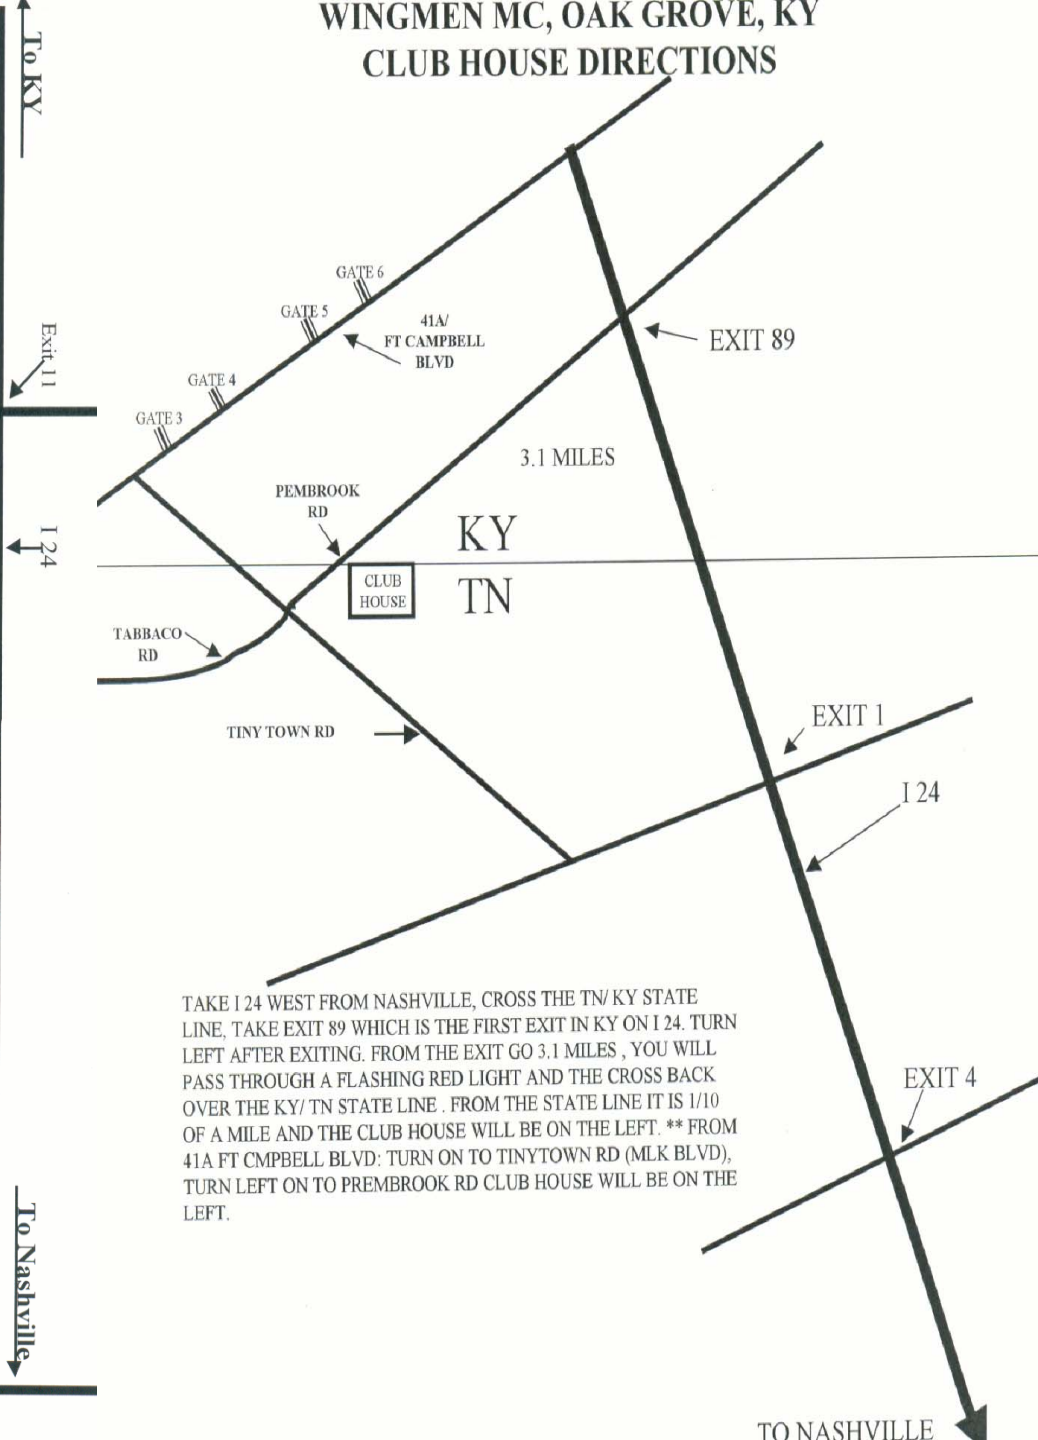 WINGMEN MC, OAK GROVE, KY
CLUB HOUSE DIRECTIONS
To KY
GATE 6
GATE 5
41A/
FT CAMPBELL
BLVD
EXIT 89
Exit 11
GATE 4
GATE 3
3.1 MILES
PEMBROOK
RD
KY
I 24
CLUB
HOUSE
TN
TABBACO
RD
TINY TOWN RD
EXIT 1
I 24
TAKE I 24 WEST FROM NASHVILLE, CROSS THE TN/ KY STATE
LINE, TAKE EXIT 89 WHICH IS THE FIRST EXIT IN KY ON I 24. TURN
LEFT AFTER EXITING. FROM THE EXIT GO 3.1 MILES , YOU WILL
PASS THROUGH A FLASHING RED LIGHT AND THE CROSS BACK
OVER THE KY/ TN STATE LINE . FROM THE STATE LINE IT IS 1/10
OF A MILE AND THE CLUB HOUSE WILL BE ON THE LEFT. ** FROM
41A FT CMPBELL BLVD: TURN ON TO TINYTOWN RD (MLK BLVD),
TURN LEFT ON TO PREMBROOK RD CLUB HOUSE WILL BE ON THE
LEFT.
EXIT 4
To Nashville
TO NASHVILLE